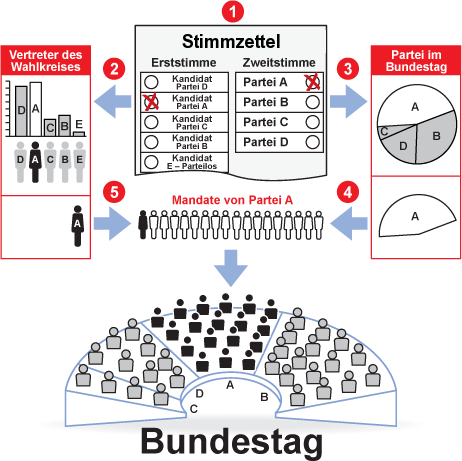 1
Stimmzettel
Erststimme
Zweitstimme
Kandidat
Partei D
Kandidat
Partei A
Kandidat
Partei C
Kandidat
Partei B
Kandidat
E – Parteilos
Partei A
Partei B
Partei C
Partei D
Vertreter des
Wahlkreises
2
D A C B E
D A C B E
3
Partei im
Bundestag
A
B
C
D
5
A
Mandate von Partei A
4
A
C D A B
Bundestag